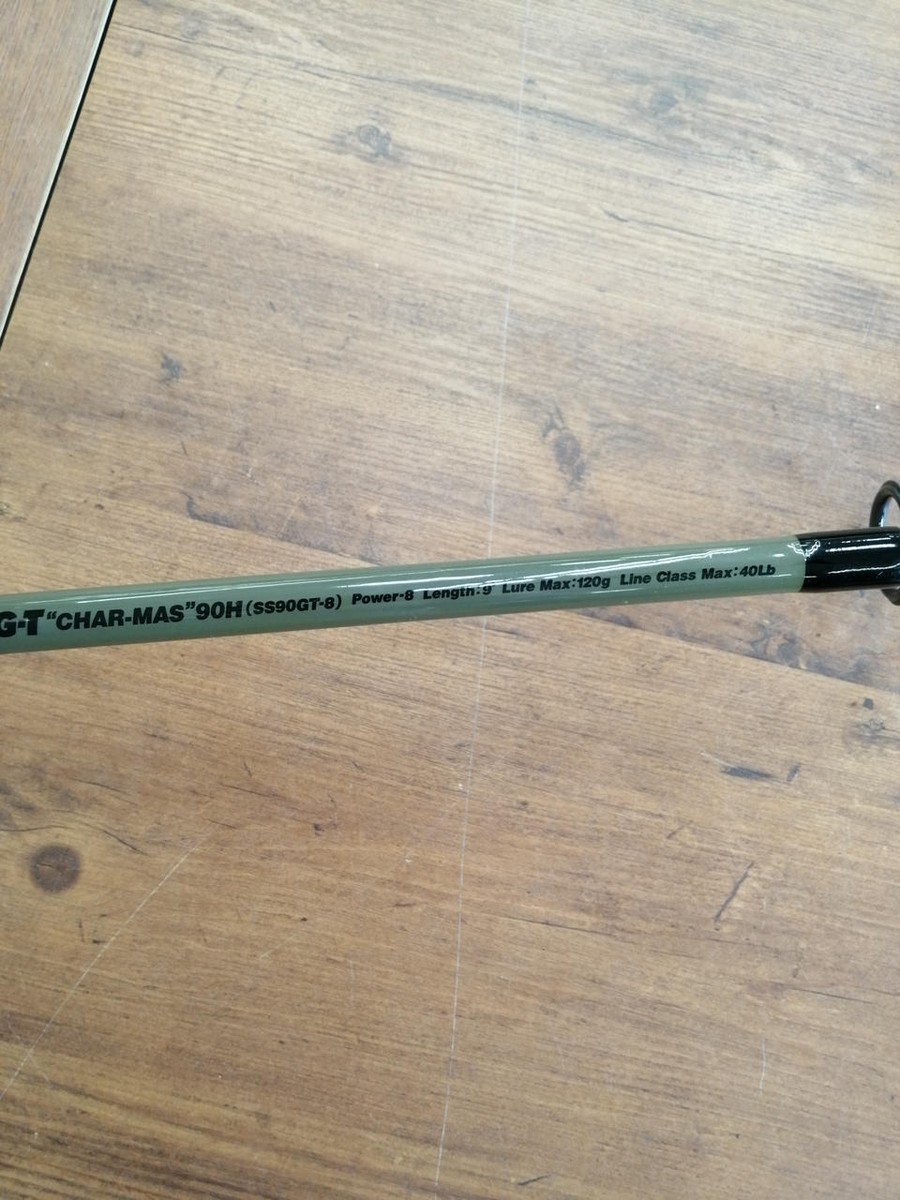 G-T "CHAR-MAS" 90H (SS90GT-8) Power-8 Length:9' Lure Max:120g Line Class Max:40Lb